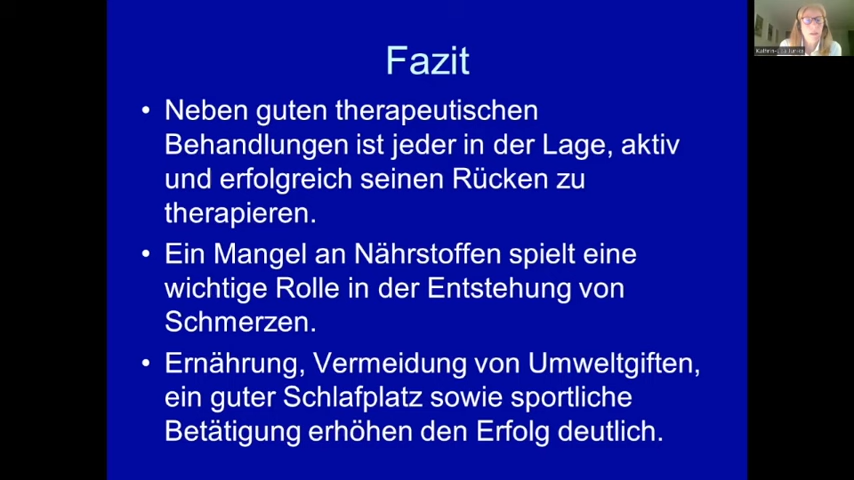 Fazit
• Neben guten therapeutischen
Behandlungen ist jeder in der Lage, aktiv
und erfolgreich seinen Rücken zu
therapieren.
• Ein Mangel an Nährstoffen spielt eine
wichtige Rolle in der Entstehung von
Schmerzen.
• Ernährung, Vermeidung von Umweltgiften,
ein guter Schlafplatz sowie sportliche
Betätigung erhöhen den Erfolg deutlich.